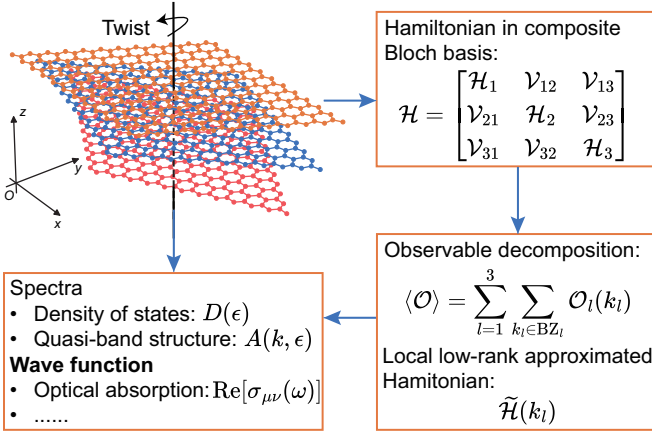 Twist
z
y
O
x
Hamiltonian in composite
Bloch basis:
ℋ = [ℋ₁ 𝒱₁₂ 𝒱₁₃
𝒱₂₁ ℋ₂ 𝒱₂₃
𝒱₃₁ 𝒱₃₂ ℋ₃]
Observable decomposition:
⟨𝒪⟩ = ∑_{l=1}^{3} ∑_{k_l∈BZ_l} 𝒪_l(k_l)
Local low-rank approximated
Hamitonian:
ℋ̃(k_l)
Spectra
• Density of states: D(ϵ)
• Quasi-band structure: A(k, ϵ)
Wave function
• Optical absorption: Re[σ_{μν}(ω)]
• ......